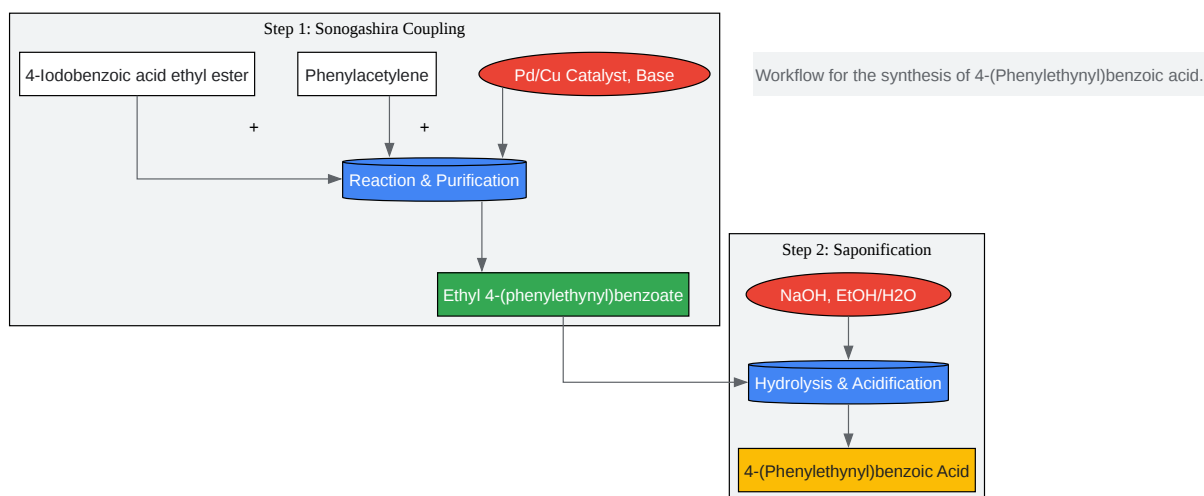 Step 1: Sonogashira Coupling
4-Iodobenzoic acid ethyl ester
Phenylacetylene
Pd/Cu Catalyst, Base
Workflow for the synthesis of 4-(Phenylethynyl)benzoic acid.
+
+
Reaction & Purification
Step 2: Saponification
Ethyl 4-(phenylethynyl)benzoate
NaOH, EtOH/H2O
Hydrolysis & Acidification
4-(Phenylethynyl)benzoic Acid